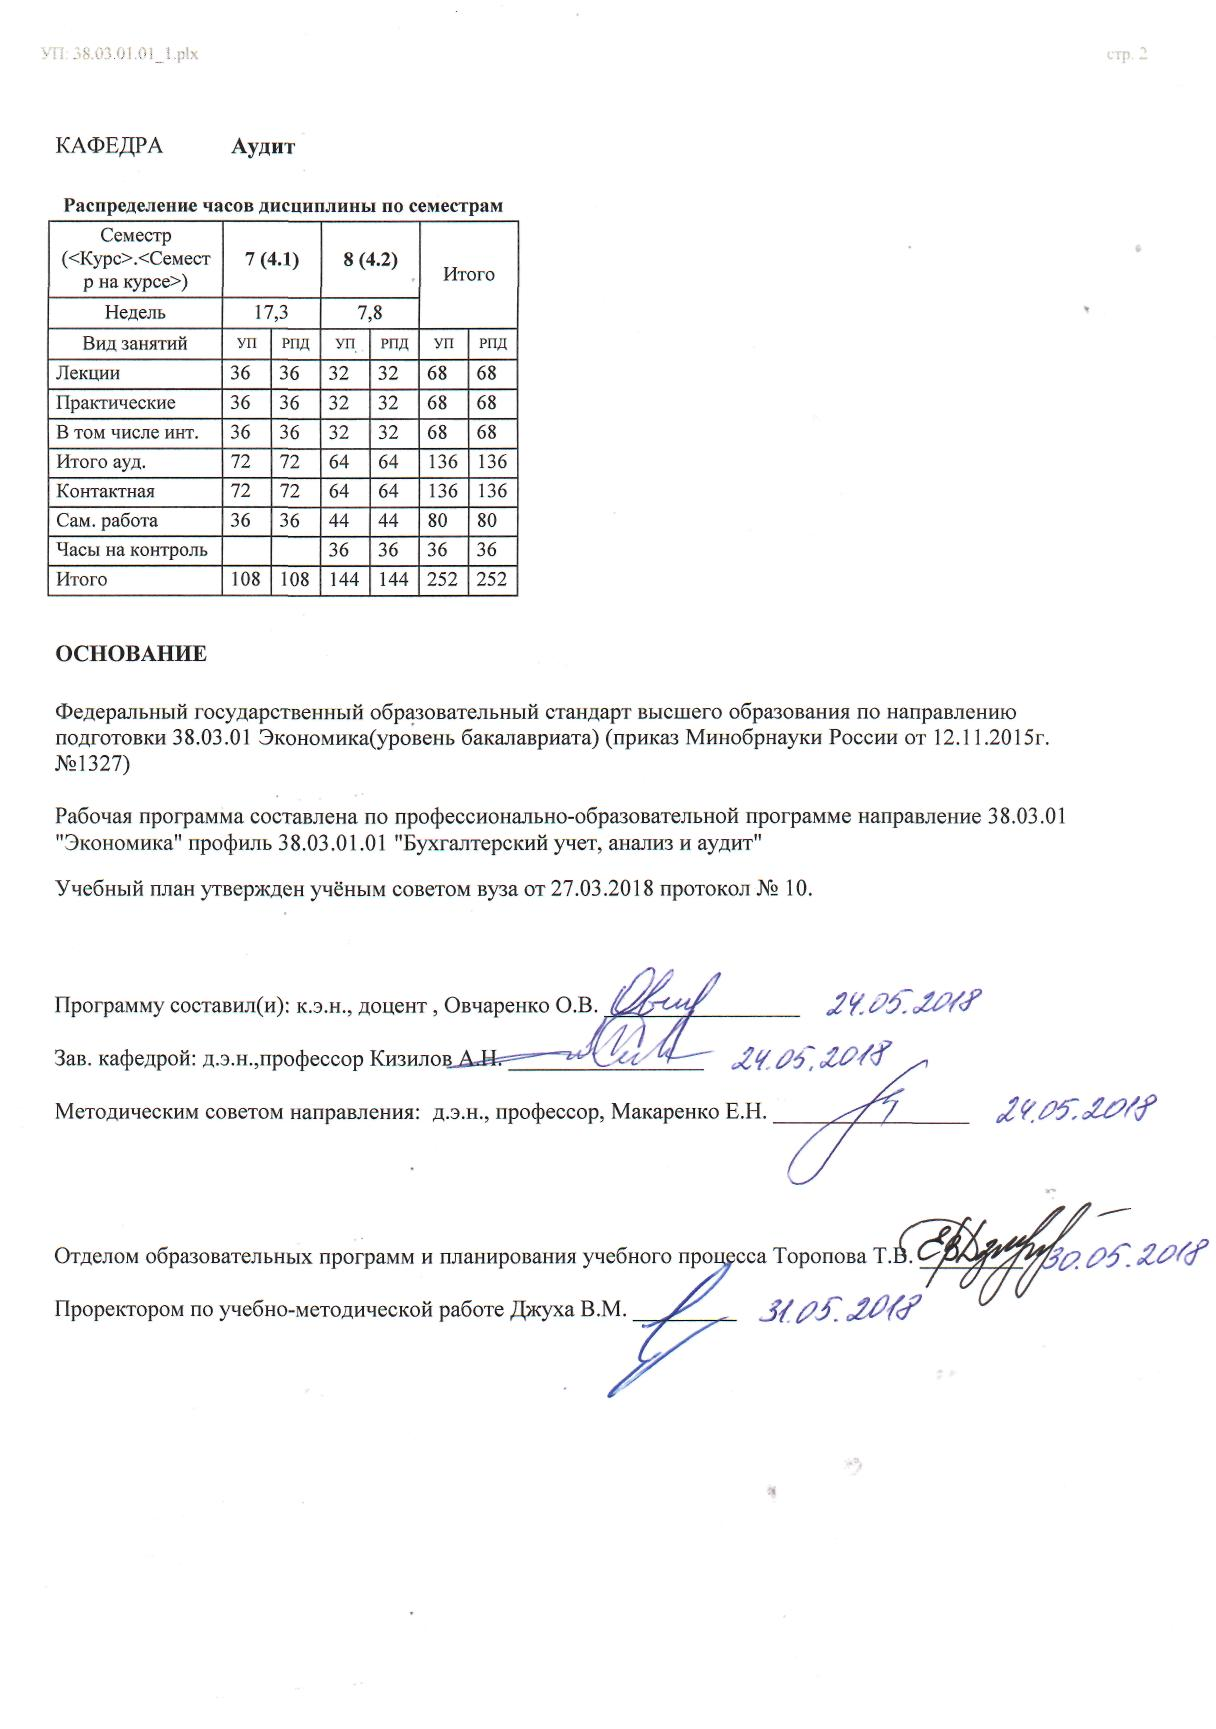 УП: 38.03.01.01_1.plx стр. 2
КАФЕДРА Аудит
Распределение часов дисциплины по семестрам
Семестр
(<Курс>.<Семест
р на курсе>) 7 (4.1) 8 (4.2) Итого
Недель 17,3 7,8
Вид занятий УП РПД УП РПД УП РПД
Лекции 36 36 32 32 68 68
Практические 36 36 32 32 68 68
В том числе инт. 36 36 32 32 68 68
Итого ауд. 72 72 64 64 136 136
Контактная 72 72 64 64 136 136
Сам. работа 36 36 44 44 80 80
Часы на контроль 36 36 36 36
Итого 108 108 144 144 252 252
ОСНОВАНИЕ
Федеральный государственный образовательный стандарт высшего образования по направлению
подготовки 38.03.01 Экономика(уровень бакалавриата) (приказ Минобрнауки России от 12.11.2015г.
№1327)
Рабочая программа составлена по профессионально-образовательной программе направление 38.03.01
"Экономика" профиль 38.03.01.01 "Бухгалтерский учет, анализ и аудит"
Учебный план утвержден учёным советом вуза от 27.03.2018 протокол № 10.
Программу составил(и): к.э.н., доцент , Овчаренко О.В. 24.05.2018
Зав. кафедрой: д.э.н.,профессор Кизилов А.Н. 24.05.2018
Методическим советом направления: д.э.н., профессор, Макаренко Е.Н. 24.05.2018
Отделом образовательных программ и планирования учебного процесса Торопова Т.В. 30.05.2018
Проректором по учебно-методической работе Джуха В.М. 31.05.2018